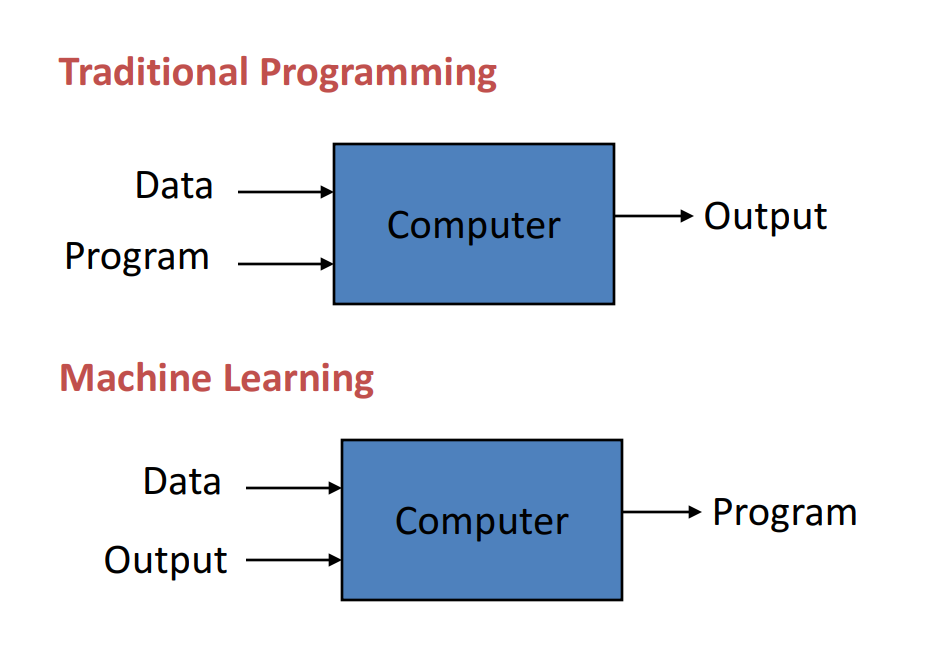 Traditional Programming
Data
Program
Computer
Output
Machine Learning
Data
Output
Computer
Program